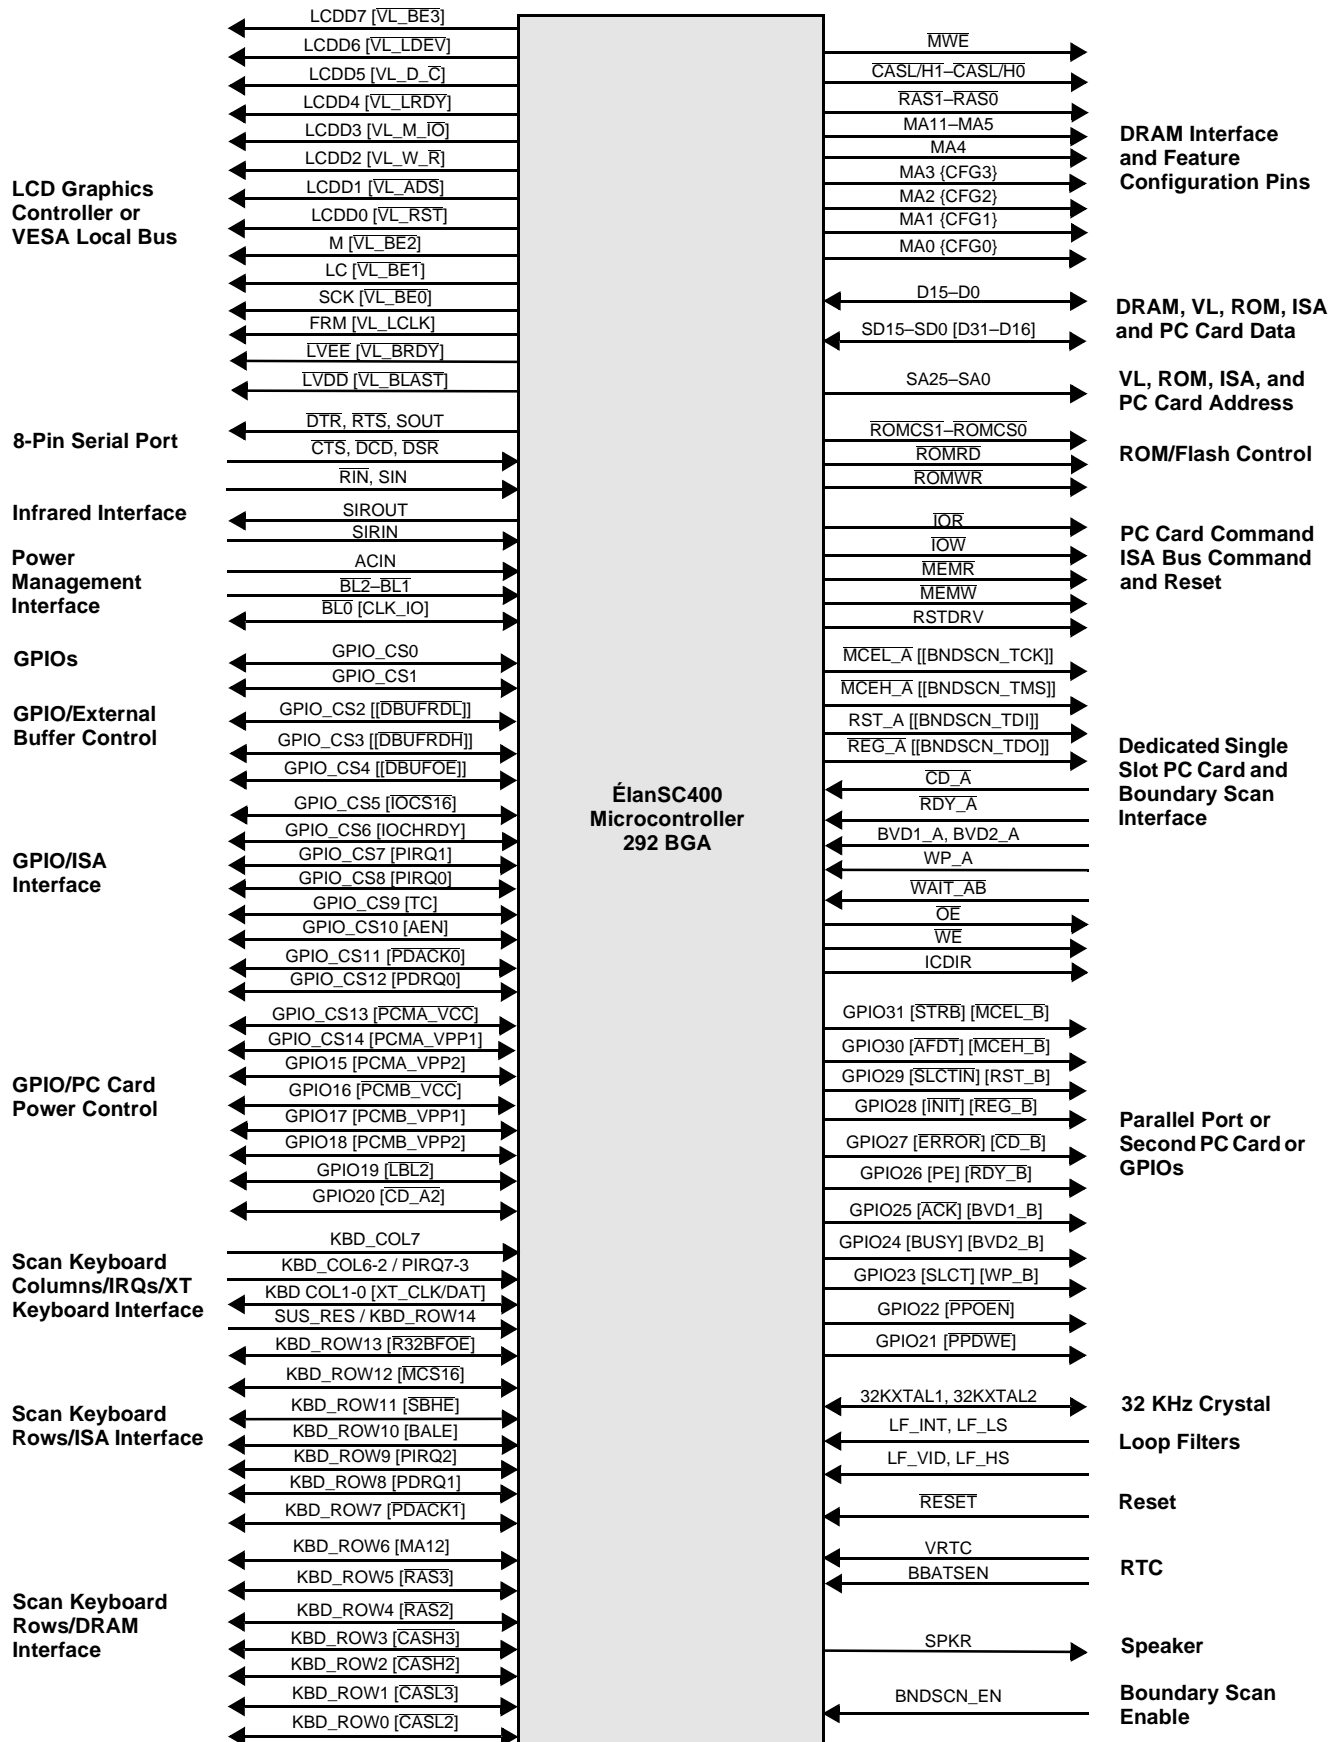 LCD Graphics
Controller or
VESA Local Bus
LCDD7 [VL_BE3]
LCDD6 [VL_LDEV]
LCDD5 [VL_D_C]
LCDD4 [VL_LRDY]
LCDD3 [VL_M_IO]
LCDD2 [VL_W_R]
LCDD1 [VL_ADS]
LCDD0 [VL_RST]
M [VL_BE2]
LC [VL_BE1]
SCK [VL_BE0]
FRM [VL_LCLK]
LVEE [VL_BRDY]
LVDD [VL_BLAST]
8-Pin Serial Port
DTR, RTS, SOUT
CTS, DCD, DSR
RIN, SIN
Infrared Interface
SIROUT
SIRIN
Power
Management
Interface
ACIN
BL2–BL1
BL0 [CLK_IO]
GPIOs
GPIO_CS0
GPIO_CS1
GPIO/External
Buffer Control
GPIO_CS2 [[DBUFRDL]]
GPIO_CS3 [[DBUFRDH]]
GPIO_CS4 [[DBUFOE]]
GPIO/ISA
Interface
GPIO_CS5 [IOCS16]
GPIO_CS6 [IOCHRDY]
GPIO_CS7 [PIRQ1]
GPIO_CS8 [PIRQ0]
GPIO_CS9 [TC]
GPIO_CS10 [AEN]
GPIO_CS11 [PDACK0]
GPIO_CS12 [PDRQ0]
GPIO/PC Card
Power Control
GPIO_CS13 [PCMA_VCC]
GPIO_CS14 [PCMA_VPP1]
GPIO15 [PCMA_VPP2]
GPIO16 [PCMB_VCC]
GPIO17 [PCMB_VPP1]
GPIO18 [PCMB_VPP2]
GPIO19 [LBL2]
GPIO20 [CD_A2]
Scan Keyboard
Columns/IRQs/XT
Keyboard Interface
KBD_COL7
KBD_COL6-2 / PIRQ7-3
KBD COL1-0 [XT_CLK/DAT]
SUS_RES / KBD_ROW14
KBD_ROW13 [R32BFOE]
Scan Keyboard
Rows/ISA Interface
KBD_ROW12 [MCS16]
KBD_ROW11 [SBHE]
KBD_ROW10 [BALE]
KBD_ROW9 [PIRQ2]
KBD_ROW8 [PDRQ1]
KBD_ROW7 [PDACK1]
Scan Keyboard
Rows/DRAM
Interface
KBD_ROW6 [MA12]
KBD_ROW5 [RAS3]
KBD_ROW4 [RAS2]
KBD_ROW3 [CASH3]
KBD_ROW2 [CASH2]
KBD_ROW1 [CASL3]
KBD_ROW0 [CASL2]
ÉlanSC400
Microcontroller
292 BGA
MWE
CASL/H1–CASL/H0
RAS1–RAS0
MA11–MA5
MA4
MA3 {CFG3}
MA2 {CFG2}
MA1 {CFG1}
MA0 {CFG0}
DRAM Interface
and Feature
Configuration Pins
D15–D0
SD15–SD0 [D31–D16]
DRAM, VL, ROM, ISA
and PC Card Data
SA25–SA0
VL, ROM, ISA, and
PC Card Address
ROMCS1–ROMCS0
ROMRD
ROMWR
ROM/Flash Control
IOR
IOW
MEMR
MEMW
RSTDRV
PC Card Command
ISA Bus Command
and Reset
MCEL_A [[BNDSCN_TCK]]
MCEH_A [[BNDSCN_TMS]]
RST_A [[BNDSCN_TDI]]
REG_A [[BNDSCN_TDO]]
CD_A
RDY_A
BVD1_A, BVD2_A
WP_A
WAIT_AB
OE
WE
ICDIR
Dedicated Single
Slot PC Card and
Boundary Scan
Interface
GPIO31 [STRB] [MCEL_B]
GPIO30 [AFDT] [MCEH_B]
GPIO29 [SLCTIN] [RST_B]
GPIO28 [INIT] [REG_B]
GPIO27 [ERROR] [CD_B]
GPIO26 [PE] [RDY_B]
GPIO25 [ACK] [BVD1_B]
GPIO24 [BUSY] [BVD2_B]
GPIO23 [SLCT] [WP_B]
GPIO22 [PPOEN]
GPIO21 [PPDWE]
Parallel Port or
Second PC Card or
GPIOs
32KXTAL1, 32KXTAL2
32 KHz Crystal
LF_INT, LF_LS
LF_VID, LF_HS
Loop Filters
RESET
Reset
VRTC
BBATSEN
RTC
SPKR
Speaker
BNDSCN_EN
Boundary Scan
Enable